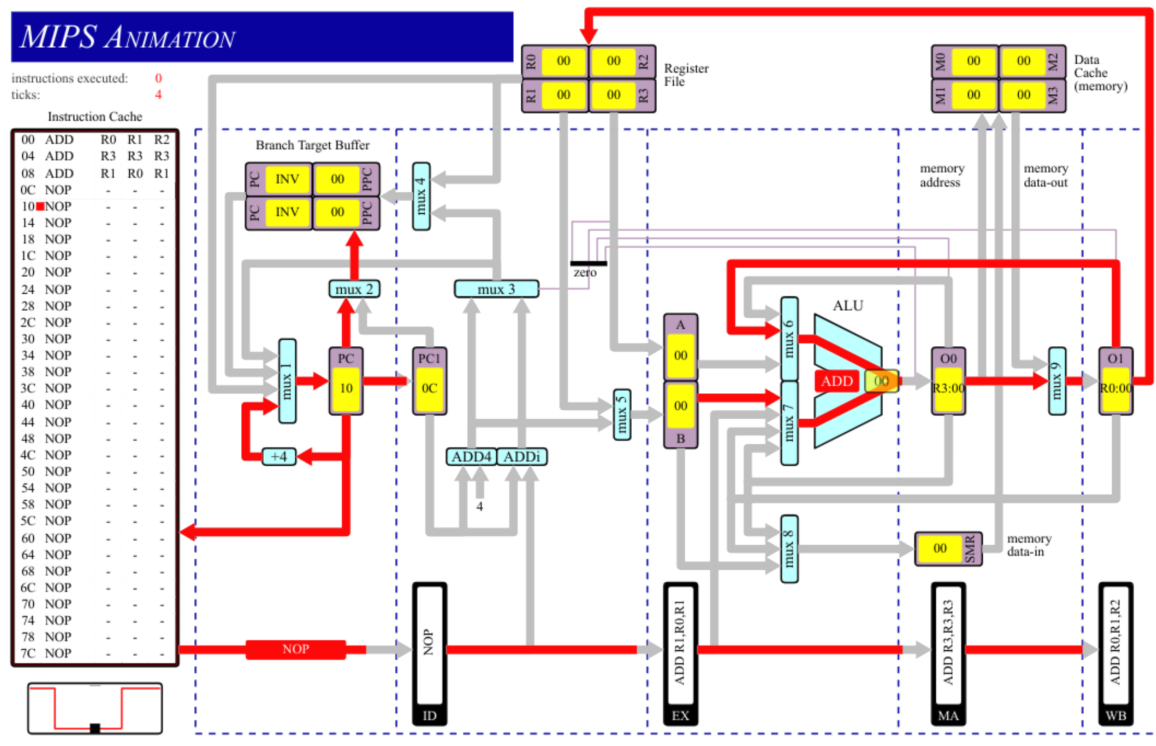 MIPS ANIMATION
instructions executed: 0
ticks: 4
Instruction Cache
00 ADD R0 R1 R2
04 ADD R3 R3 R3
08 ADD R1 R0 R1
0C NOP - - -
10 NOP - - -
14 NOP - - -
18 NOP - - -
1C NOP - - -
20 NOP - - -
24 NOP - - -
28 NOP - - -
2C NOP - - -
30 NOP - - -
34 NOP - - -
38 NOP - - -
3C NOP - - -
40 NOP - - -
44 NOP - - -
48 NOP - - -
4C NOP - - -
50 NOP - - -
54 NOP - - -
58 NOP - - -
5C NOP - - -
60 NOP - - -
64 NOP - - -
68 NOP - - -
6C NOP - - -
70 NOP - - -
74 NOP - - -
78 NOP - - -
7C NOP - - -
R0 00 00 R2
R1 00 00 R3
Register
File
M0 00 00 M2
M1 00 00 M3
Data
Cache
(memory)
Branch Target Buffer
PC INV 00 PPC
PC INV 00 PPC
mux 4
memory
address
memory
data-out
zero
mux 2
mux 3
mux 1
PC
10
PC1
0C
+4
ADD4
ADDi
4
mux 5
A
00
00
B
mux 6
mux 7
ALU
ADD
00
O0
R3:00
mux 9
O1
R0:00
mux 8
00 SMR
memory
data-in
NOP
NOP
ID
ADD R1,R0,R1
EX
ADD R3,R3,R3
MA
ADD R0,R1,R2
WB